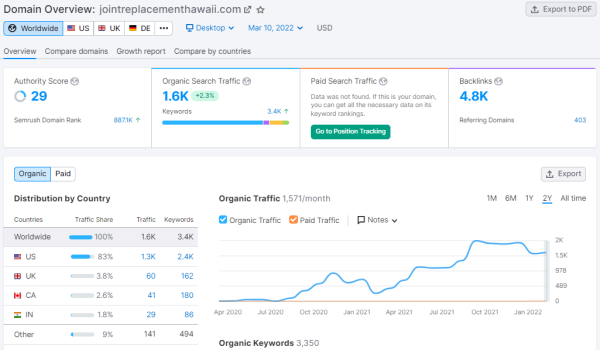 Domain Overview: jointreplacementhawaii.com
Export to PDF
Worldwide US UK DE ... Desktop Mar 10, 2022 USD
Overview Compare domains Growth report Compare by countries
Authority Score
29
Semrush Domain Rank 887.1K ↑
Organic Search Traffic
1.6K +2.3%
Keywords 3.4K ↑
Paid Search Traffic
Data was not found. If this is your domain,
you can get all the necessary data on its
keyword rankings.
Go to Position Tracking
Backlinks
4.8K
Referring Domains 403
Organic Paid
Export
Distribution by Country
Countries Traffic Share Traffic Keywords
Worldwide 100% 1.6K 3.4K
US 83% 1.3K 2.4K
UK 3.8% 60 162
CA 2.6% 41 180
IN 1.8% 29 86
Other 9% 141 494
Organic Traffic 1,571/month
1M 6M 1Y 2Y All time
Organic Traffic Paid Traffic Notes
2K
1.5K
978
489
0
Apr 2020 Jul 2020 Oct 2020 Jan 2021 Apr 2021 Jul 2021 Oct 2021 Jan 2022
Organic Keywords 3,350